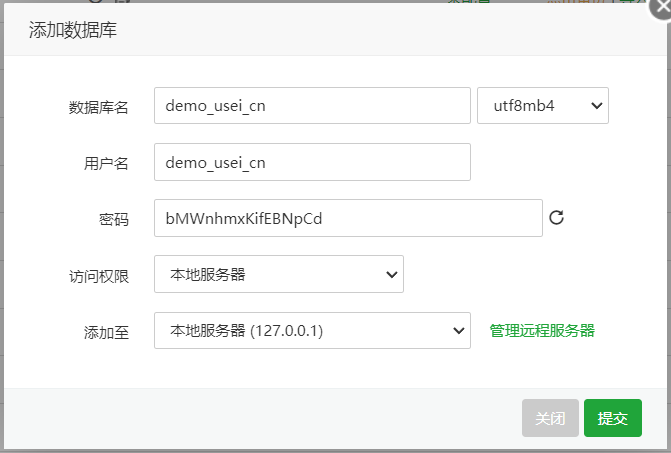 添加数据库
数据库名 demo_usei_cn utf8mb4
用户名 demo_usei_cn
密码 bMWnhmxKifEBNpCd
访问权限 本地服务器
添加至 本地服务器 (127.0.0.1) 管理远程服务器
关闭 提交